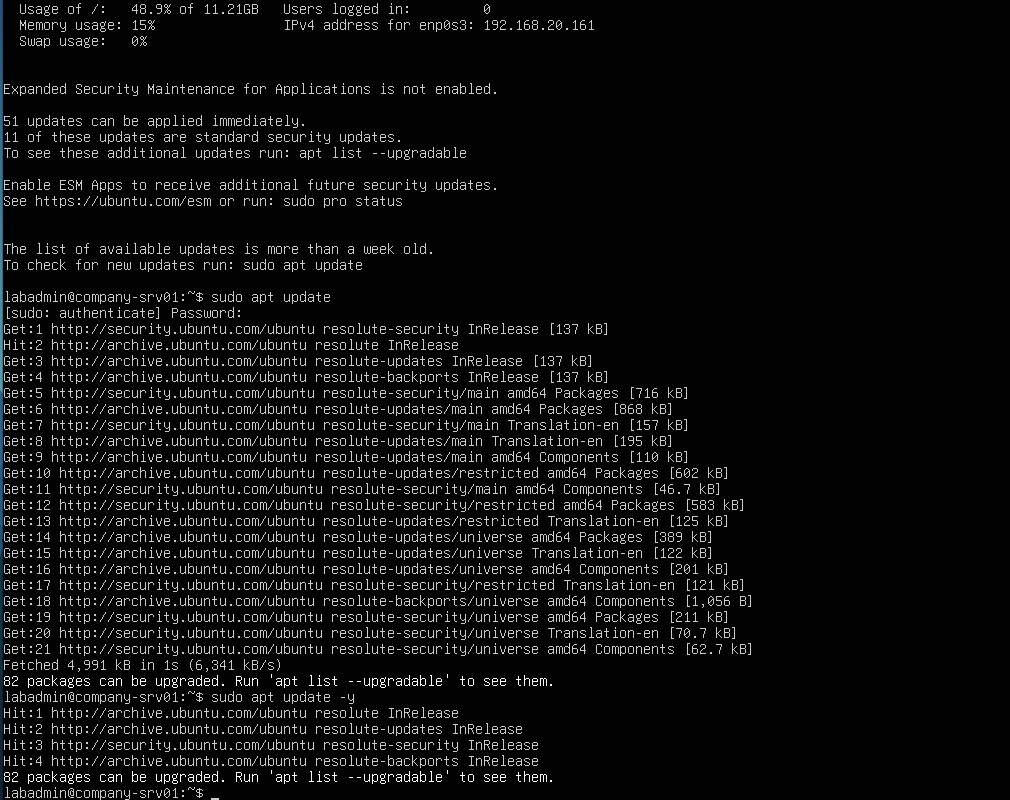 Usage of /:   48.9% of 11.21GB   Users logged in:         0
Memory usage: 15%                IPv4 address for enp0s3: 192.168.20.161
Swap usage:   0%
Expanded Security Maintenance for Applications is not enabled.
51 updates can be applied immediately.
11 of these updates are standard security updates.
To see these additional updates run: apt list --upgradable
Enable ESM Apps to receive additional future security updates.
See https://ubuntu.com/esm or run: sudo pro status
The list of available updates is more than a week old.
To check for new updates run: sudo apt update
labadmin@company-srv01:~$ sudo apt update
[sudo: authenticate] Password:
Get:1 http://security.ubuntu.com/ubuntu resolute-security InRelease [137 kB]
Hit:2 http://archive.ubuntu.com/ubuntu resolute InRelease
Get:3 http://archive.ubuntu.com/ubuntu resolute-updates InRelease [137 kB]
Get:4 http://archive.ubuntu.com/ubuntu resolute-backports InRelease [137 kB]
Get:5 http://security.ubuntu.com/ubuntu resolute-security/main amd64 Packages [716 kB]
Get:6 http://archive.ubuntu.com/ubuntu resolute-updates/main amd64 Packages [868 kB]
Get:7 http://security.ubuntu.com/ubuntu resolute-security/main Translation-en [157 kB]
Get:8 http://archive.ubuntu.com/ubuntu resolute-updates/main Translation-en [195 kB]
Get:9 http://archive.ubuntu.com/ubuntu resolute-updates/main amd64 Components [110 kB]
Get:10 http://archive.ubuntu.com/ubuntu resolute-updates/restricted amd64 Packages [602 kB]
Get:11 http://security.ubuntu.com/ubuntu resolute-security/main amd64 Components [46.7 kB]
Get:12 http://security.ubuntu.com/ubuntu resolute-security/restricted amd64 Packages [583 kB]
Get:13 http://archive.ubuntu.com/ubuntu resolute-updates/restricted Translation-en [125 kB]
Get:14 http://archive.ubuntu.com/ubuntu resolute-updates/universe amd64 Packages [389 kB]
Get:15 http://archive.ubuntu.com/ubuntu resolute-updates/universe Translation-en [122 kB]
Get:16 http://archive.ubuntu.com/ubuntu resolute-updates/universe amd64 Components [201 kB]
Get:17 http://security.ubuntu.com/ubuntu resolute-security/restricted Translation-en [121 kB]
Get:18 http://archive.ubuntu.com/ubuntu resolute-backports/universe amd64 Components [1,056 B]
Get:19 http://security.ubuntu.com/ubuntu resolute-security/universe amd64 Packages [211 kB]
Get:20 http://security.ubuntu.com/ubuntu resolute-security/universe Translation-en [70.7 kB]
Get:21 http://security.ubuntu.com/ubuntu resolute-security/universe amd64 Components [62.7 kB]
Fetched 4,991 kB in 1s (6,341 kB/s)
82 packages can be upgraded. Run 'apt list --upgradable' to see them.
labadmin@company-srv01:~$ sudo apt update -y
Hit:1 http://archive.ubuntu.com/ubuntu resolute InRelease
Hit:2 http://archive.ubuntu.com/ubuntu resolute-updates InRelease
Hit:3 http://security.ubuntu.com/ubuntu resolute-security InRelease
Hit:4 http://archive.ubuntu.com/ubuntu resolute-backports InRelease
82 packages can be upgraded. Run 'apt list --upgradable' to see them.
labadmin@company-srv01:~$ _